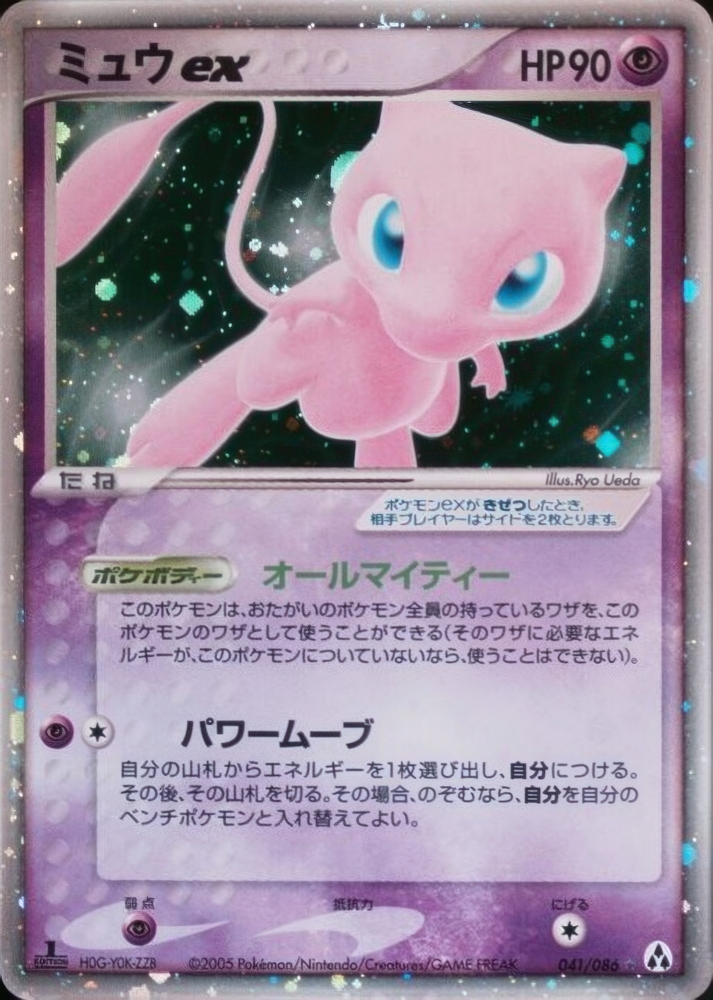 ミュウex HP90
たね Illus.Ryo Ueda
ポケモンexがきぜつしたとき、
相手プレイヤーはサイドを2枚とります。
ポケボディー オールマイティー
このポケモンは、おたがいのポケモン全員の持っているワザを、この
ポケモンのワザとして使うことができる(そのワザに必要なエネ
ルギーが、このポケモンについていないなら、使うことはできない)。
パワームーブ
自分の山札からエネルギーを1枚選び出し、自分につける。
その後、その山札を切る。その場合、のぞむなら、自分を自分の
ベンチポケモンと入れ替えてよい。
弱点 抵抗力 にげる
1 EDITION H0G-Y0K-ZZ8 ©2005 Pokémon/Nintendo/Creatures/GAME FREAK 041/086 ☆